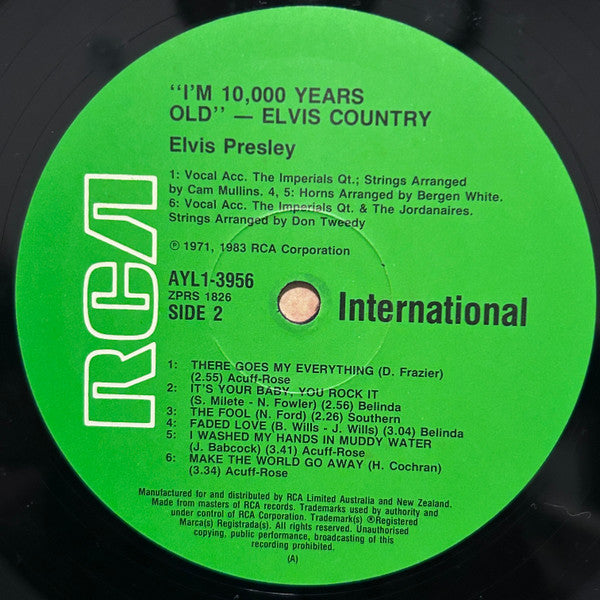 "I'M 10,000 YEARS
OLD" — ELVIS COUNTRY
Elvis Presley
1: Vocal Acc. The Imperials Qt.; Strings Arranged
by Cam Mullins. 4, 5: Horns Arranged by Bergen White.
6: Vocal Acc. The Imperials Qt. & The Jordanaires.
Strings Arranged by Don Tweedy
℗ 1971, 1983 RCA Corporation
RCA
AYL1-3956
ZPRS 1826
SIDE 2
International
1: THERE GOES MY EVERYTHING (D. Frazier)
(2.55) Acuff-Rose
2: IT'S YOUR BABY, YOU ROCK IT
(S. Milete - N. Fowler) (2.56) Belinda
3: THE FOOL (N. Ford) (2.26) Southern
4: FADED LOVE (B. Wills - J. Wills) (3.04) Belinda
5: I WASHED MY HANDS IN MUDDY WATER
(J. Babcock) (3.41) Acuff-Rose
6: MAKE THE WORLD GO AWAY (H. Cochran)
(3.34) Acuff-Rose
Manufactured for and distributed by RCA Limited Australia and New Zealand.
Made from masters of RCA records. Trademarks used by authority and
under control of RCA Corporation. Trademark(s) ®Registered
Marca(s) Registrada(s). All rights reserved. Unauthorised
copying, public performance, broadcasting of this
recording prohibited.
(A)